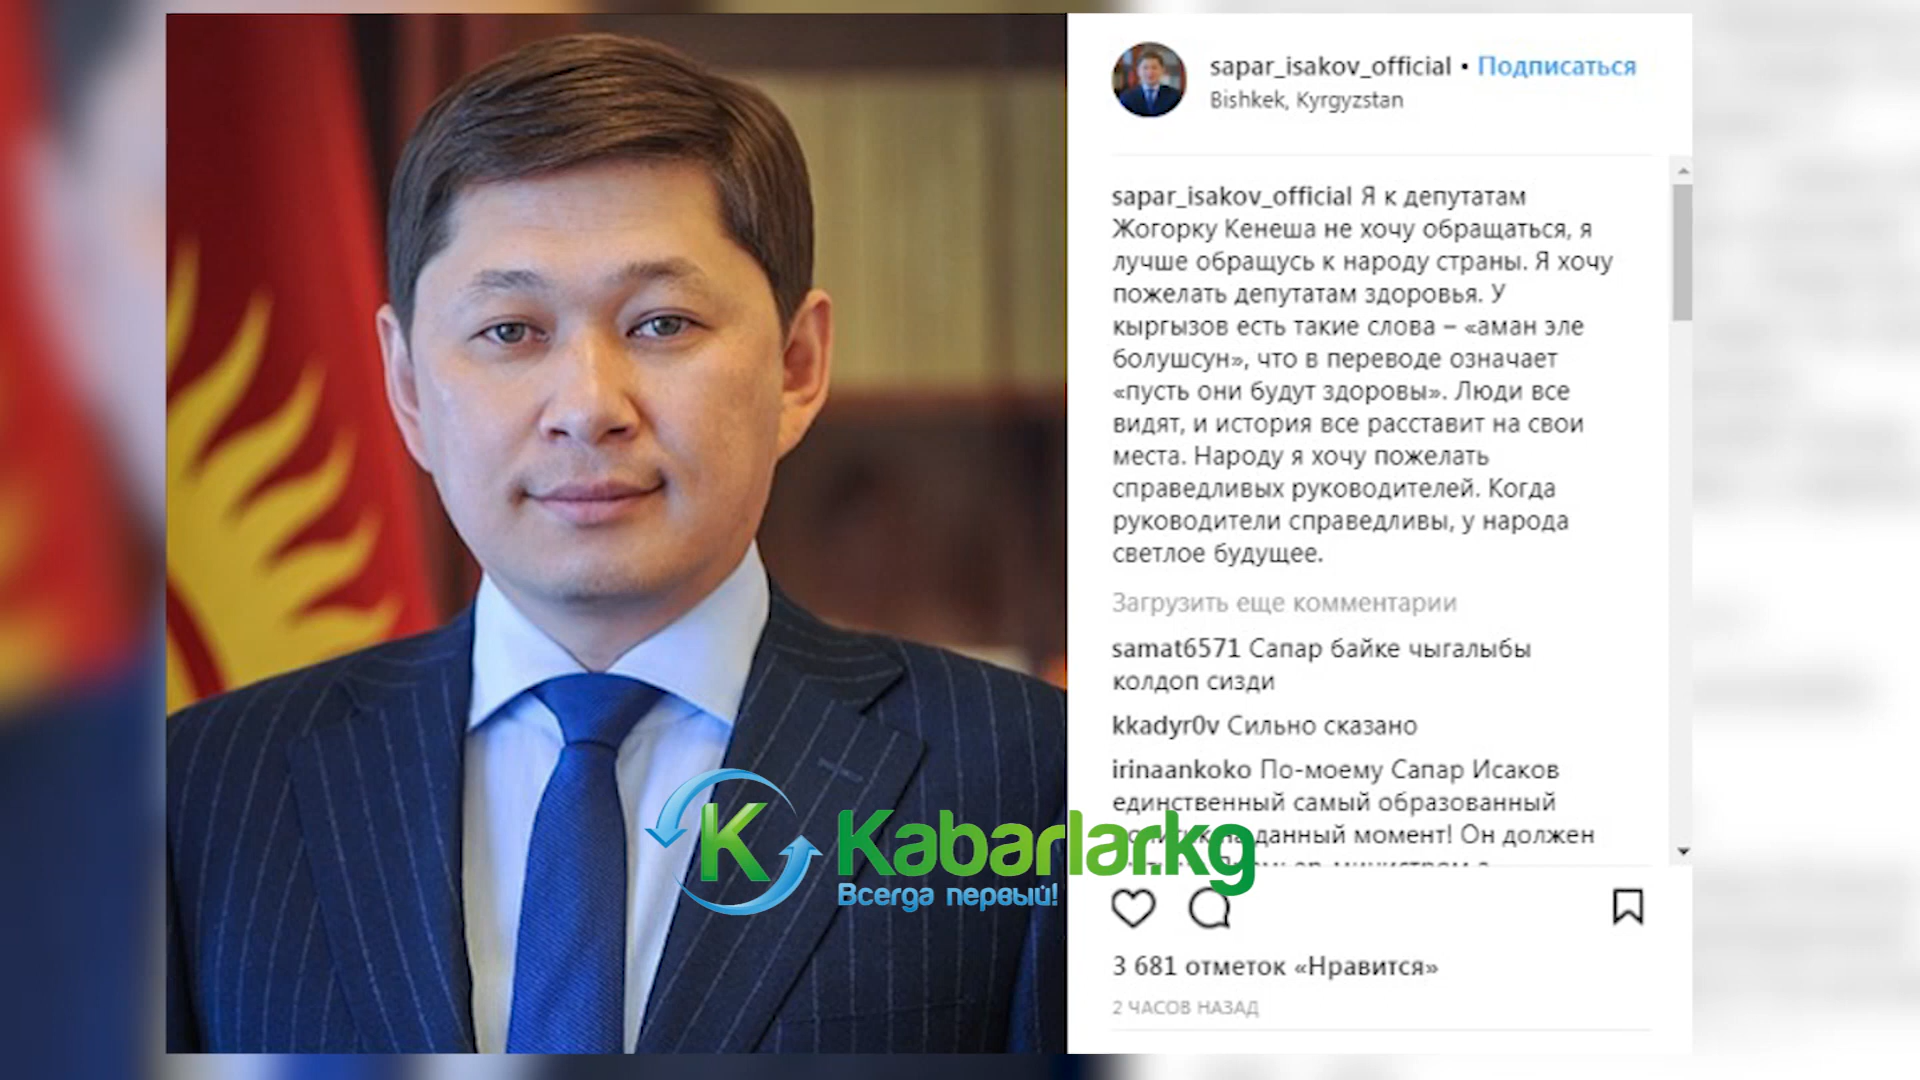 sapar_isakov_official • Подписаться
Bishkek, Kyrgyzstan
sapar_isakov_official Я к депутатам
Жогорку Кенеша не хочу обращаться, я
лучше обращусь к народу страны. Я хочу
пожелать депутатам здоровья. У
кыргызов есть такие слова – «аман эле
болушсун», что в переводе означает
«пусть они будут здоровы». Люди все
видят, и история все расставит на свои
места. Народу я хочу пожелать
справедливых руководителей. Когда
руководители справедливы, у народа
светлое будущее.
Загрузить еще комментарии
samat6571 Сапар байке чыгалыбы
колдоп сизди
kkadyr0v Сильно сказано
irinaankoko По-моему Сапар Исаков
единственный самый образованный
данный момент! Он должен
K Kabarlar.kg
Всегда первый!
3 681 отметок «Нравится»
2 ЧАСОВ НАЗАД